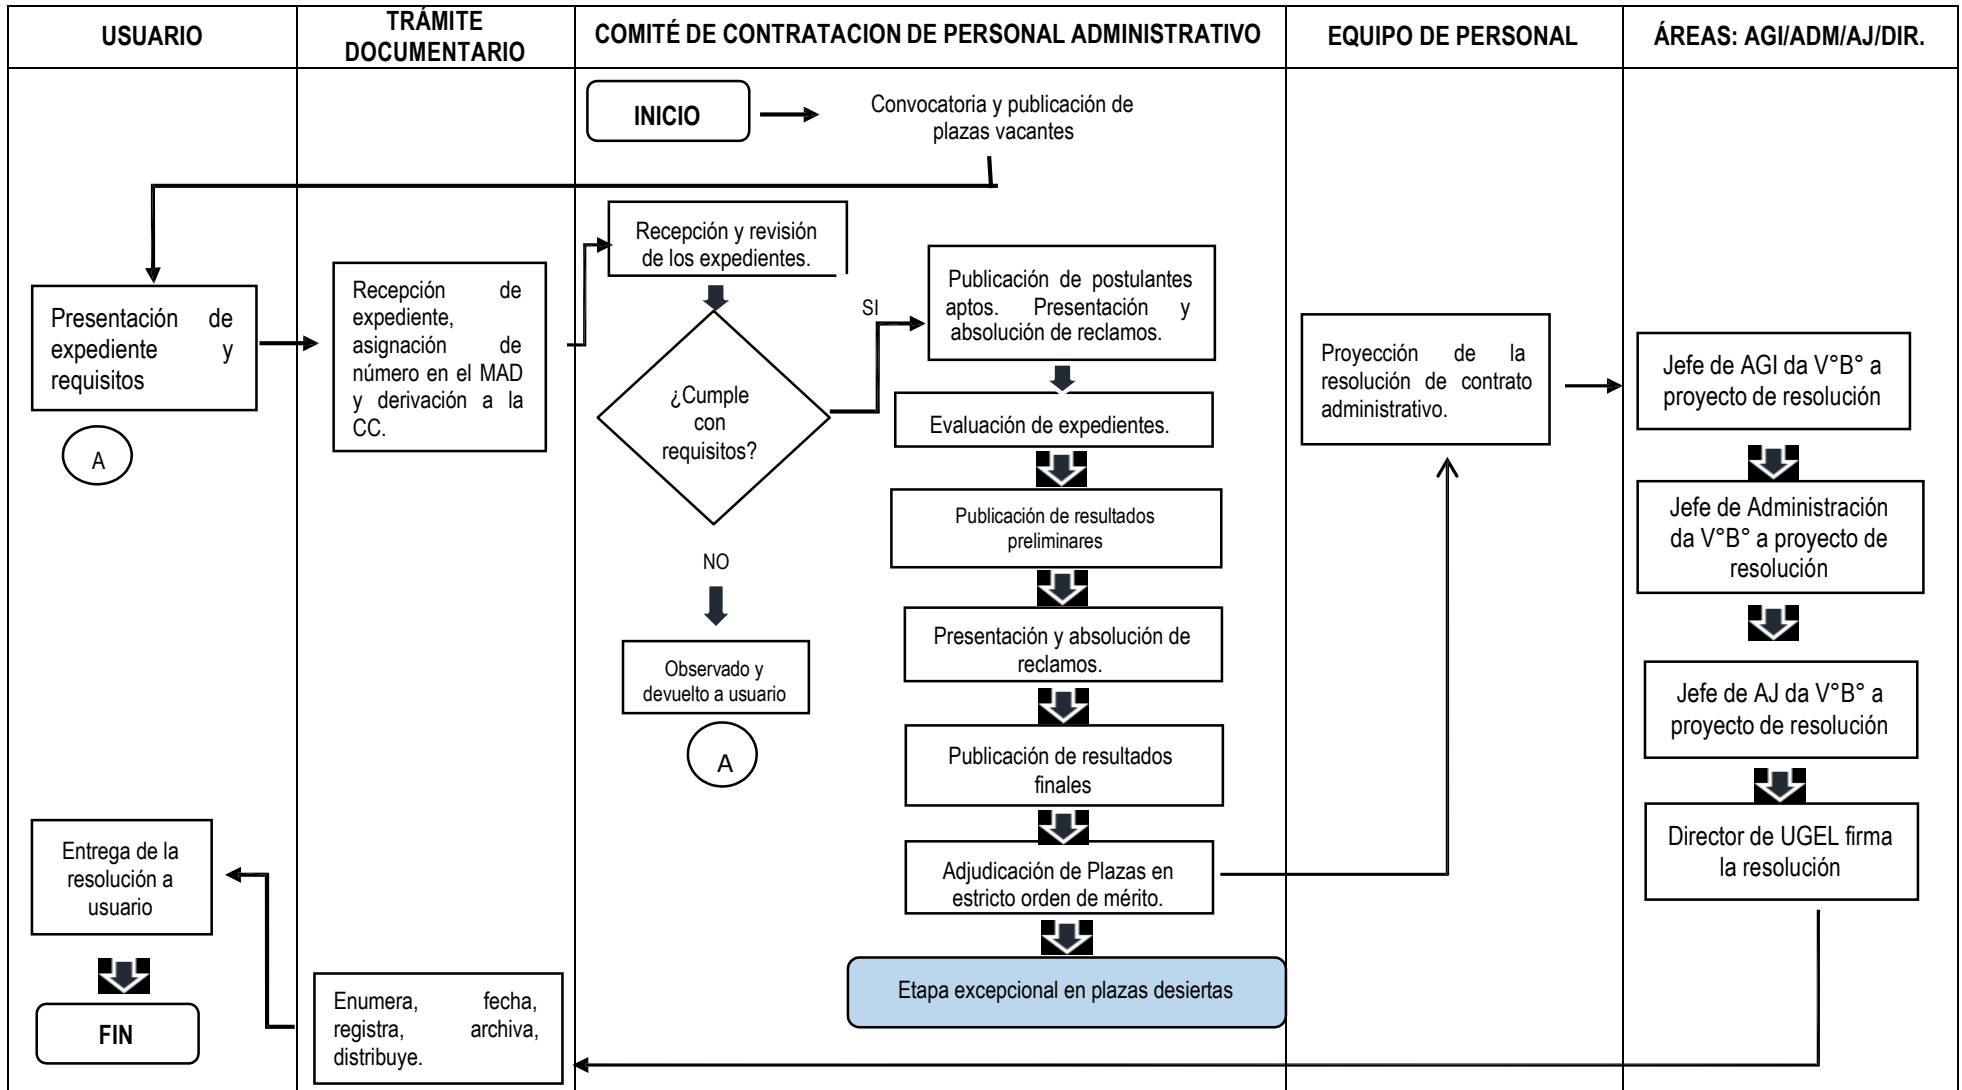 USUARIO
TRÁMITE
DOCUMENTARIO
COMITÉ DE CONTRATACION DE PERSONAL ADMINISTRATIVO
EQUIPO DE PERSONAL
ÁREAS: AGI/ADM/AJ/DIR.
INICIO
Convocatoria y publicación de
plazas vacantes
Presentación de
expediente y
requisitos
A
Recepción de
expediente,
asignación de
número en el MAD
y derivación a la
CC.
Recepción y revisión
de los expedientes.
¿Cumple
con
requisitos?
SI
NO
Observado y
devuelto a usuario
A
Publicación de postulantes
aptos. Presentación y
absolución de reclamos.
Evaluación de expedientes.
Publicación de resultados
preliminares
Presentación y absolución de
reclamos.
Publicación de resultados
finales
Adjudicación de Plazas en
estricto orden de mérito.
Etapa excepcional en plazas desiertas
Proyección de la
resolución de contrato
administrativo.
Jefe de AGI da V°B° a
proyecto de resolución
Jefe de Administración
da V°B° a proyecto de
resolución
Jefe de AJ da V°B° a
proyecto de resolución
Director de UGEL firma
la resolución
Enumera, fecha,
registra, archiva,
distribuye.
Entrega de la
resolución a
usuario
FIN